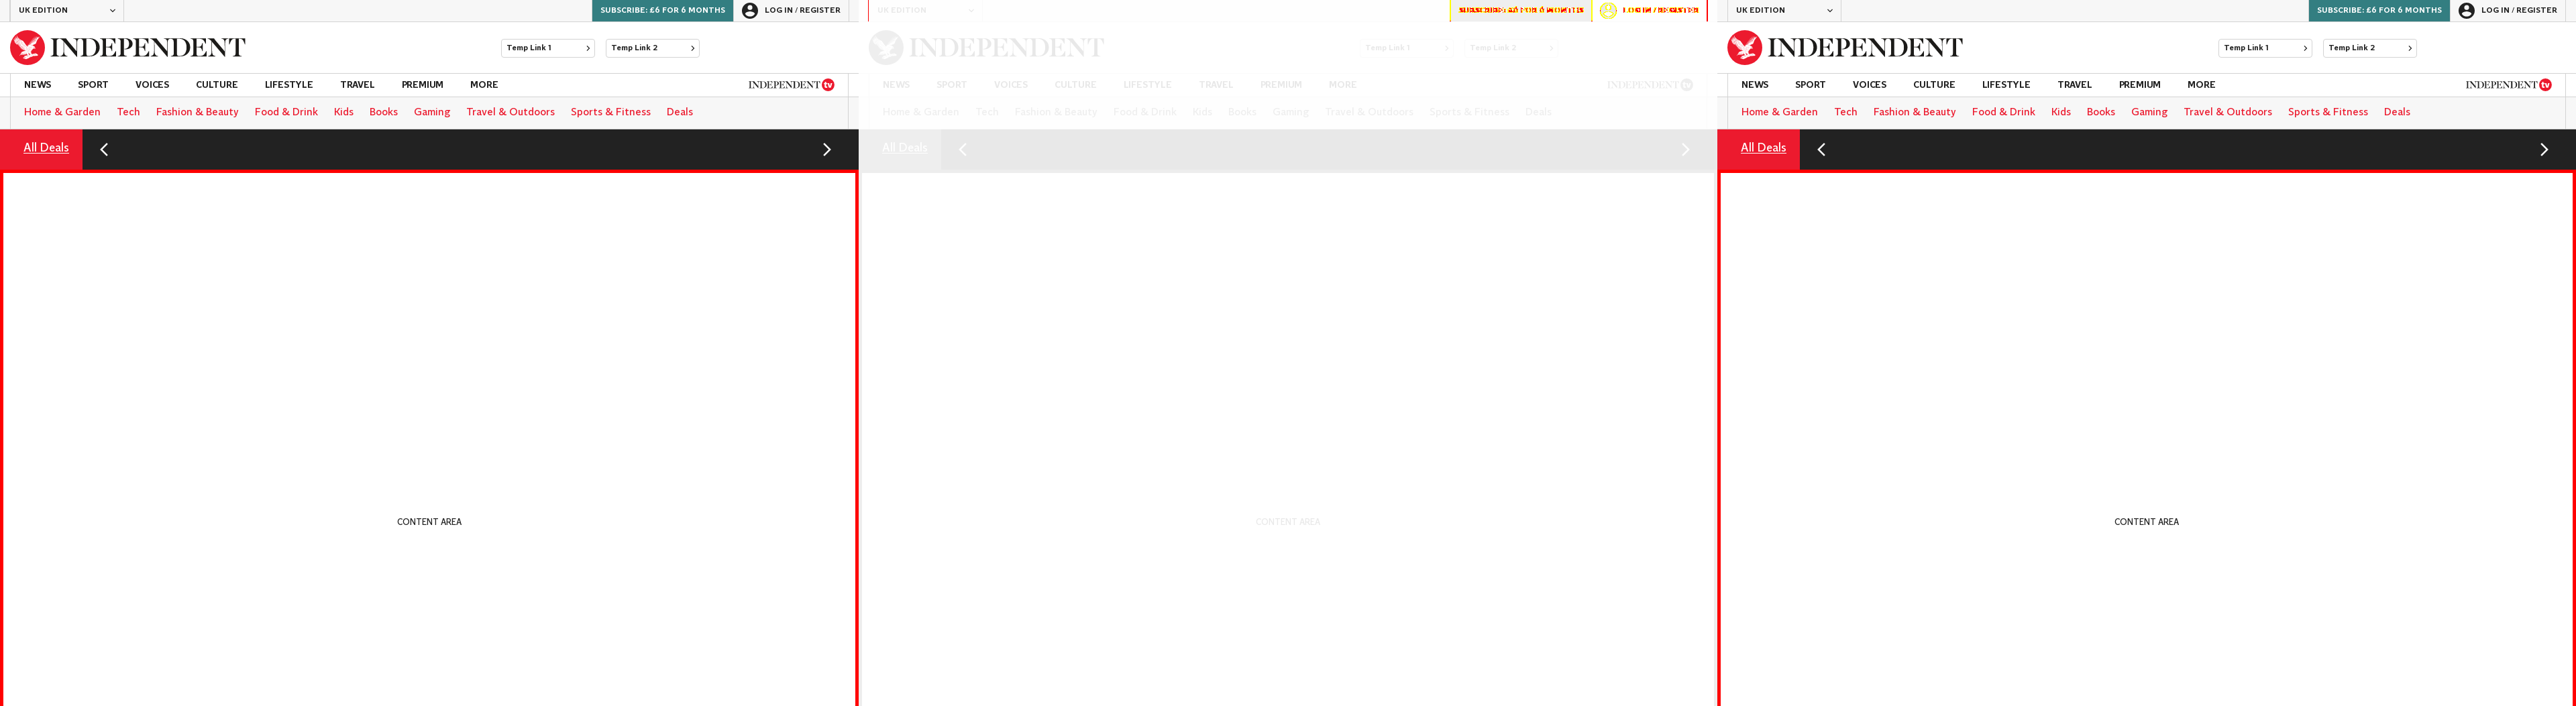 UK EDITION SUBSCRIBE: £6 FOR 6 MONTHS LOG IN / REGISTER
INDEPENDENT Temp Link 1 Temp Link 2
NEWS SPORT VOICES CULTURE LIFESTYLE TRAVEL PREMIUM MORE INDEPENDENT tv
Home & Garden Tech Fashion & Beauty Food & Drink Kids Books Gaming Travel & Outdoors Sports & Fitness Deals
All Deals
CONTENT AREA
UK EDITION LOG IN / REGISTER
INDEPENDENT Temp Link 1 Temp Link 2
NEWS SPORT VOICES CULTURE LIFESTYLE TRAVEL PREMIUM MORE INDEPENDENT tv
Home & Garden Tech Fashion & Beauty Food & Drink Kids Books Gaming Travel & Outdoors Sports & Fitness Deals
All Deals
CONTENT AREA
UK EDITION SUBSCRIBE: £6 FOR 6 MONTHS LOG IN / REGISTER
INDEPENDENT Temp Link 1 Temp Link 2
NEWS SPORT VOICES CULTURE LIFESTYLE TRAVEL PREMIUM MORE INDEPENDENT tv
Home & Garden Tech Fashion & Beauty Food & Drink Kids Books Gaming Travel & Outdoors Sports & Fitness Deals
All Deals
CONTENT AREA